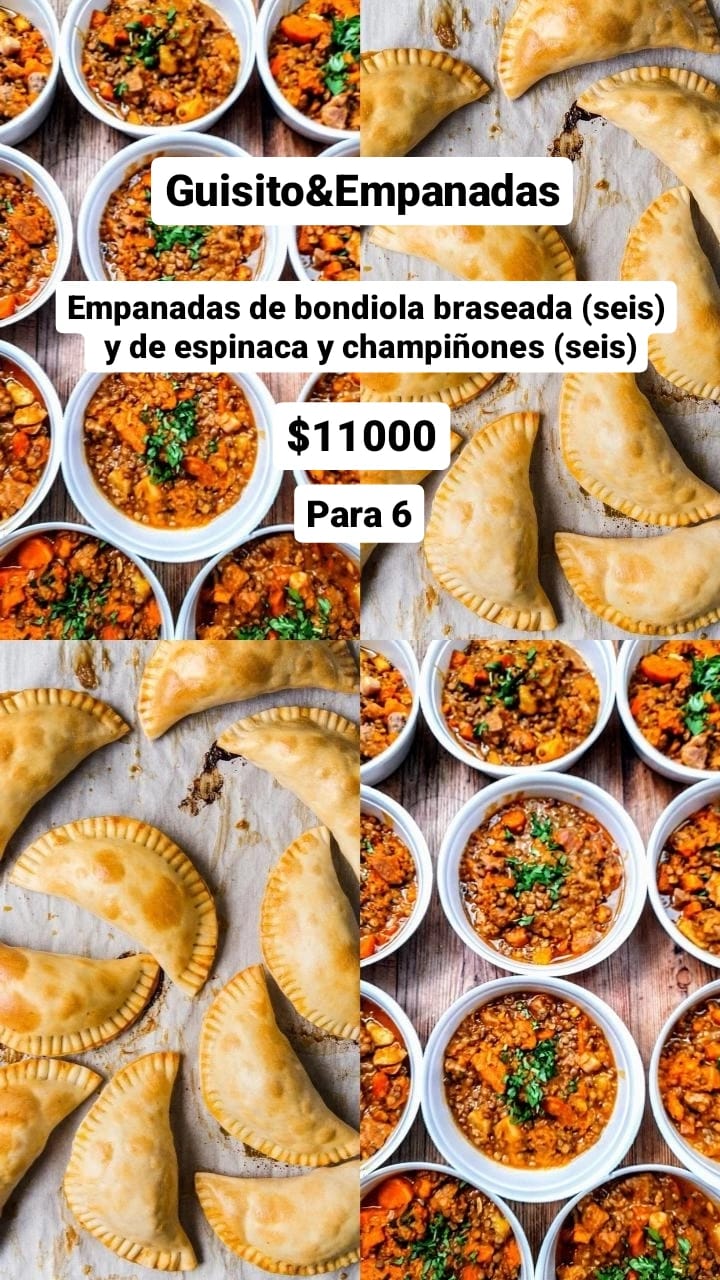 Guisito&Empanadas
Empanadas de bondiola braseada (seis)
y de espinaca y champiñones (seis)
$11000
Para 6